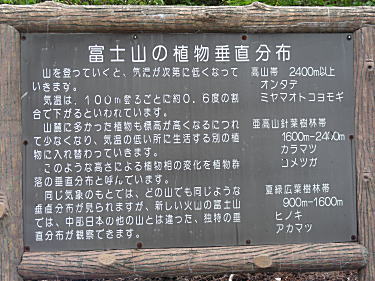 富士山の植物垂直分布
山を登っていくと、気温が次第に低くなって
いきます。
気温は、100m登るごとに約0.6度の割
合で下がるといわれています。
山麓に多かった植物も標高が高くなるにつれ
て少なくなり、気温の低い所に生活する別の植
物に入れ替わっていきます。
このような高さによる植物相の変化を植物群
落の垂直分布と呼んでいます。
同じ気象のもとでは、どの山でも同じような
垂直分布が見られますが、新しい火山の富士山
では、中部日本の他の山とは違った、独特の垂
直分布が観察できます。
高山帯 2400m以上
オンタデ
ミヤマオトコヨモギ
亜高山針葉樹林帯
1600m-2400m
カラマツ
コメツガ
夏緑広葉樹林帯
900m-1600m
ヒノキ
アカマツ